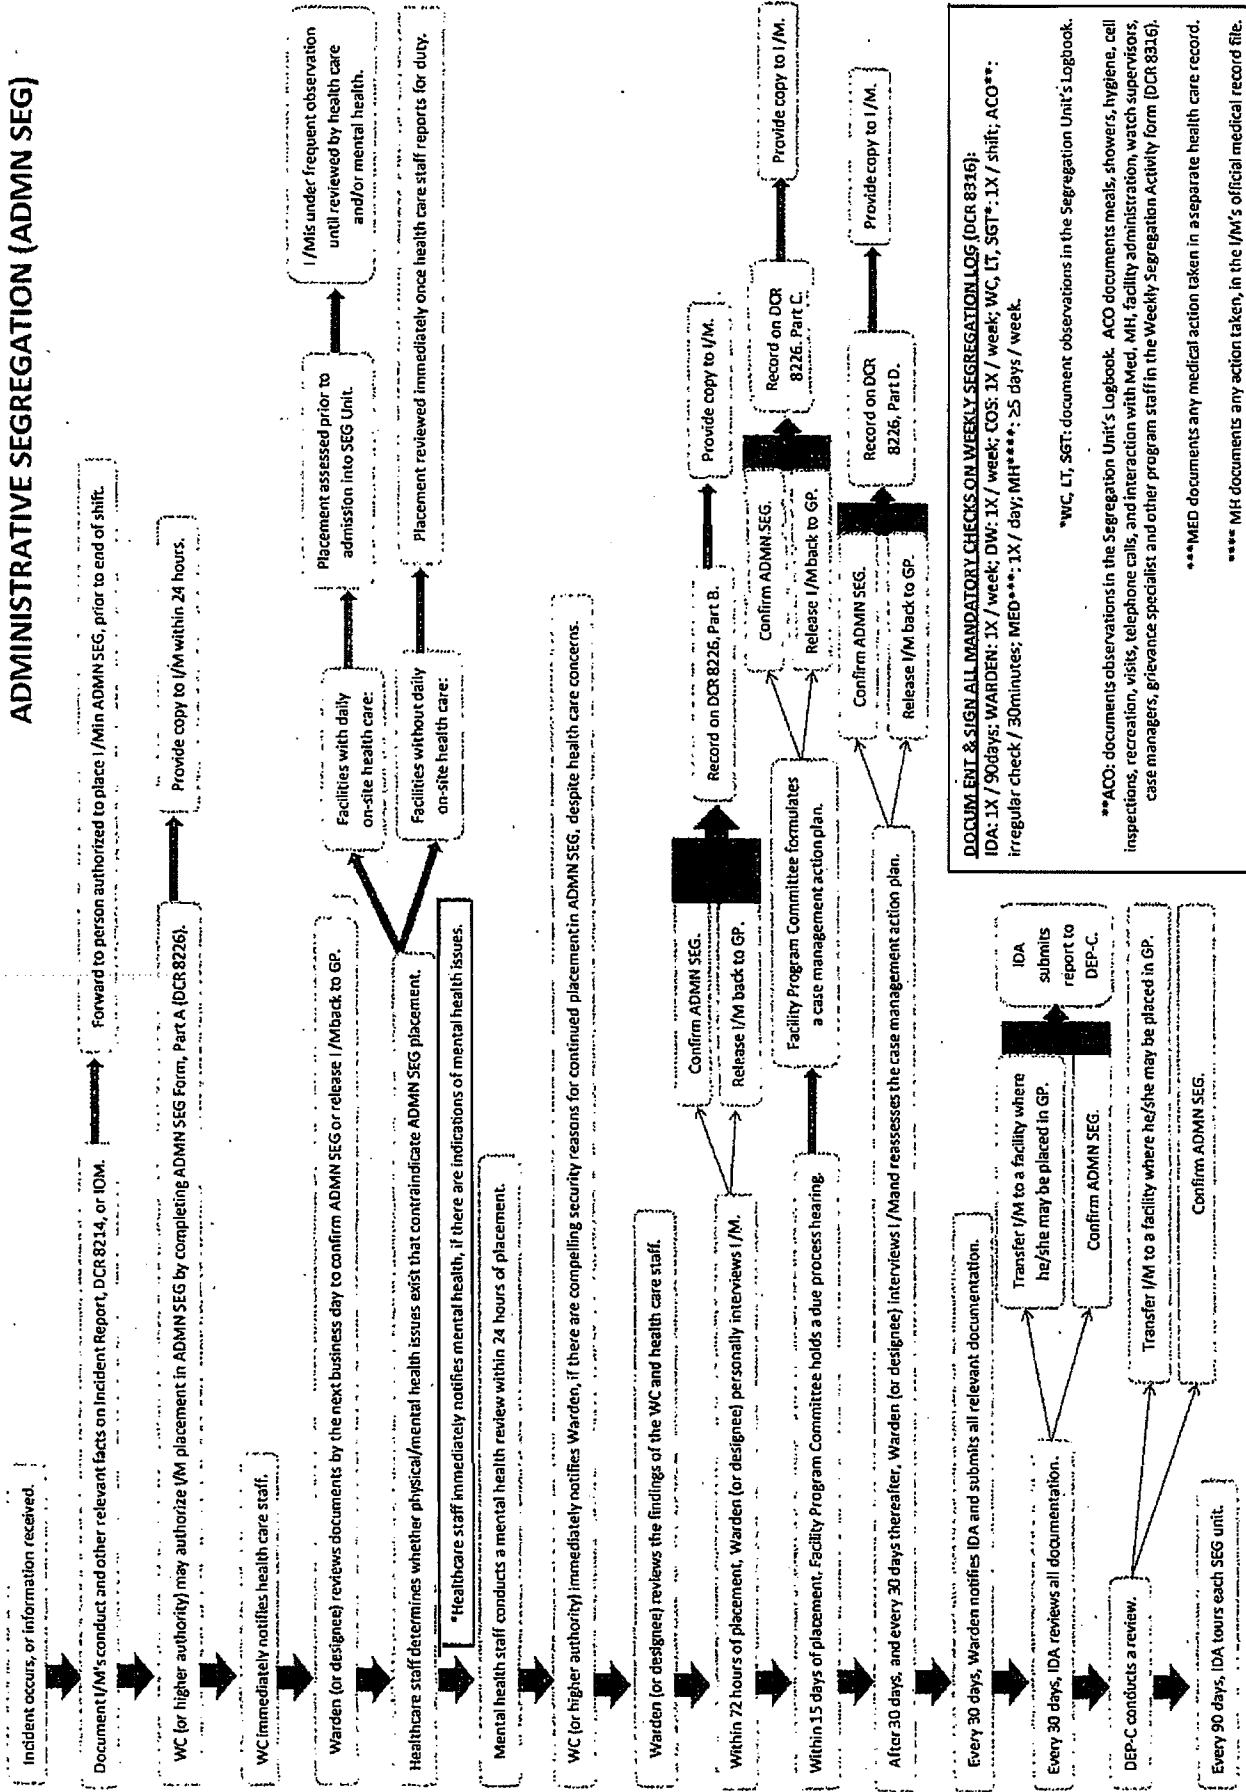 ADMINISTRATIVE SEGREGATION (ADMN SEG)
Incident occurs, or information received.
Document I/M's conduct and other relevant facts on Incident Report, DCR 8214, or IOM.
Forward to person authorized to place I/M in ADMN SEG, prior to end of shift.
WC (or higher authority) may authorize I/M placement in ADMN SEG by completing ADMN SEG Form, Part A (DCR 8226).
Provide copy to I/M within 24 hours.
WC immediately notifies health care staff.
Warden (or designee) reviews documents by the next business day to confirm ADMN SEG or release I/M back to GP.
Healthcare staff determines whether physical/mental health issues exist that contraindicate ADMN SEG placement.
Facilities with daily
on-site health care:
Placement assessed prior to
admission into SEG Unit.
I/M is under frequent observation
until reviewed by health care
and/or mental health.
Facilities without daily
on-site health care:
Placement reviewed immediately once health care staff reports for duty.
*Healthcare staff immediately notifies mental health, if there are indications of mental health issues.
Mental health staff conducts a mental health review within 24 hours of placement.
WC (or higher authority) immediately notifies Warden, if there are compelling security reasons for continued placement in ADMN SEG, despite health care concerns.
Warden (or designee) reviews the findings of the WC and health care staff.
Within 72 hours of placement, Warden (or designee) personally interviews I/M.
Confirm ADMN SEG.
Release I/M back to GP.
Record on DCR 8226, Part B.
Provide copy to I/M.
Within 15 days of placement, Facility Program Committee holds a due process hearing.
Facility Program Committee formulates
a case management action plan.
Confirm ADMN SEG.
Release I/M back to GP.
Record on DCR
8226, Part C.
Provide copy to I/M.
After 30 days, and every 30 days thereafter, Warden (or designee) interviews I/M and reassesses the case management action plan.
Confirm ADMN SEG.
Release I/M back to GP.
Record on DCR
8226, Part D.
Provide copy to I/M.
Every 30 days, Warden notifies IDA and submits all relevant documentation.
Every 30 days, IDA reviews all documentation.
Transfer I/M to a facility where
he/she may be placed in GP.
Confirm ADMN SEG.
IDA
submits
report to
DEP-C.
DEP-C conducts a review.
Transfer I/M to a facility where he/she may be placed in GP.
Confirm ADMN SEG.
Every 90 days, IDA tours each SEG unit.
DOCUMENT & SIGN ALL MANDATORY CHECKS ON WEEKLY SEGREGATION LOG (DCR 8316):
IDA: 1X / 90days; WARDEN: 1X / week; DW: 1X / week; COS: 1X / week; WC, LT, SGT*: 1X / shift; ACO**:
irregular check / 30minutes; MED***: 1X / day; MH****: ≥5 days / week.
*WC, LT, SGT: document observations in the Segregation Unit's Logbook.
**ACO: documents observations in the Segregation Unit's Logbook. ACO documents meals, showers, hygiene, cell
inspections, recreation, visits, telephone calls, and interaction with Med, MH, facility administration, watch supervisors,
case managers, grievance specialist and other program staff in the Weekly Segregation Activity form (DCR 8316).
***MED documents any medical action taken in a separate health care record.
**** MH documents any action taken, in the I/M's official medical record file.